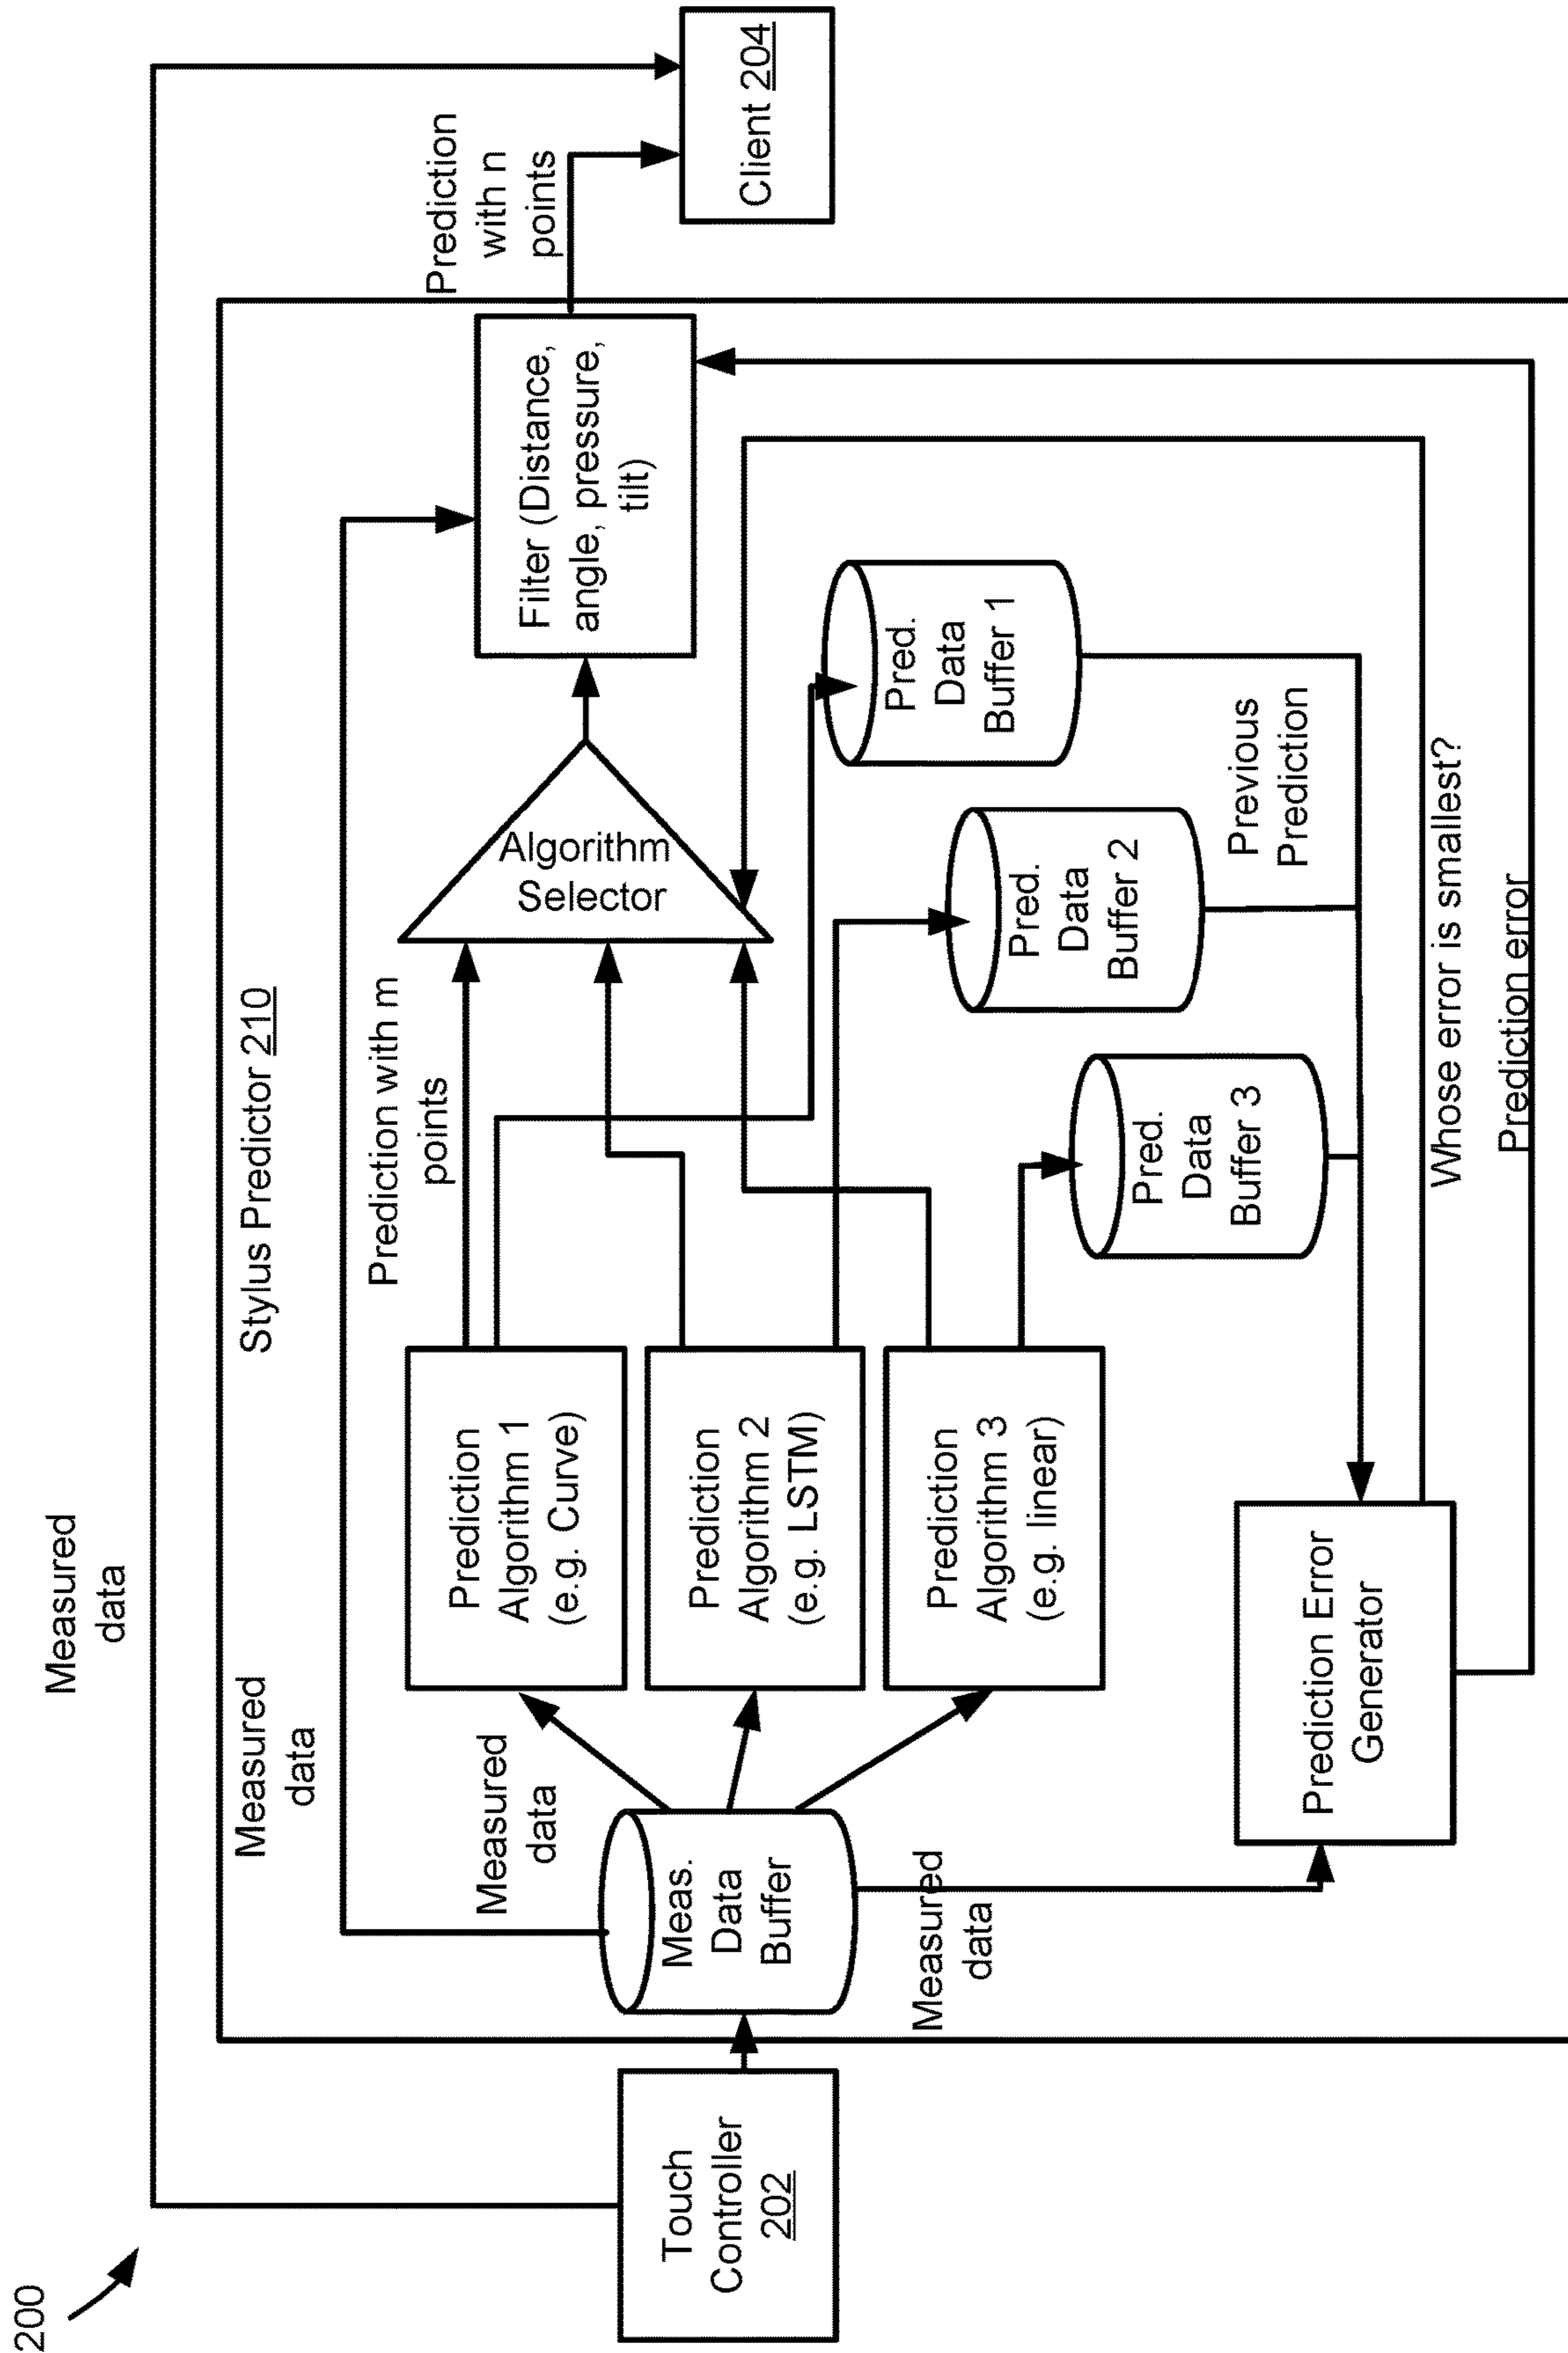 200
Measured
data
Stylus Predictor 210
Measured
data
Prediction with m
points
Prediction
with n
points
Touch
Controller
202
Meas.
Data
Buffer
Measured
data
Measured
data
Prediction
Algorithm 1
(e.g. Curve)
Prediction
Algorithm 2
(e.g. LSTM)
Prediction
Algorithm 3
(e.g. linear)
Algorithm
Selector
Filter (Distance,
angle, pressure,
tilt)
Client 204
Pred.
Data
Buffer 1
Pred.
Data
Buffer 2
Pred.
Data
Buffer 3
Previous
Prediction
Prediction Error
Generator
Whose error is smallest?
Prediction error